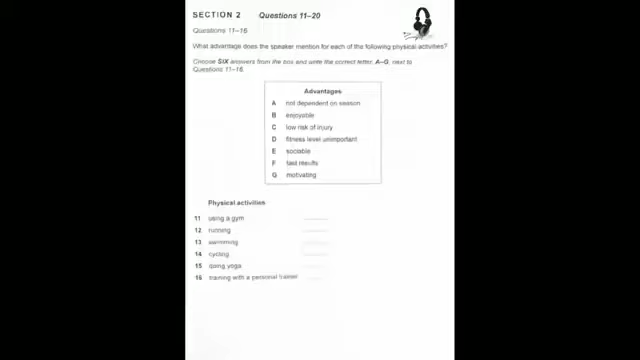 SECTION 2 Questions 11–20
Questions 11–16
What advantage does the speaker mention for each of the following physical activities?
Choose SIX answers from the box and write the correct letter, A–G, next to
Questions 11–16.
Advantages
A not dependent on season
B enjoyable
C low risk of injury
D fitness level unimportant
E sociable
F fast results
G motivating
Physical activities
11 using a gym
12 running
13 swimming
14 cycling
15 doing yoga
16 training with a personal trainer